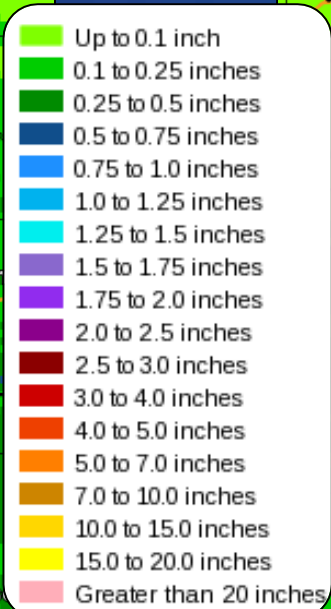 Up to 0.1 inch
0.1 to 0.25 inches
0.25 to 0.5 inches
0.5 to 0.75 inches
0.75 to 1.0 inches
1.0 to 1.25 inches
1.25 to 1.5 inches
1.5 to 1.75 inches
1.75 to 2.0 inches
2.0 to 2.5 inches
2.5 to 3.0 inches
3.0 to 4.0 inches
4.0 to 5.0 inches
5.0 to 7.0 inches
7.0 to 10.0 inches
10.0 to 15.0 inches
15.0 to 20.0 inches
Greater than 20 inches